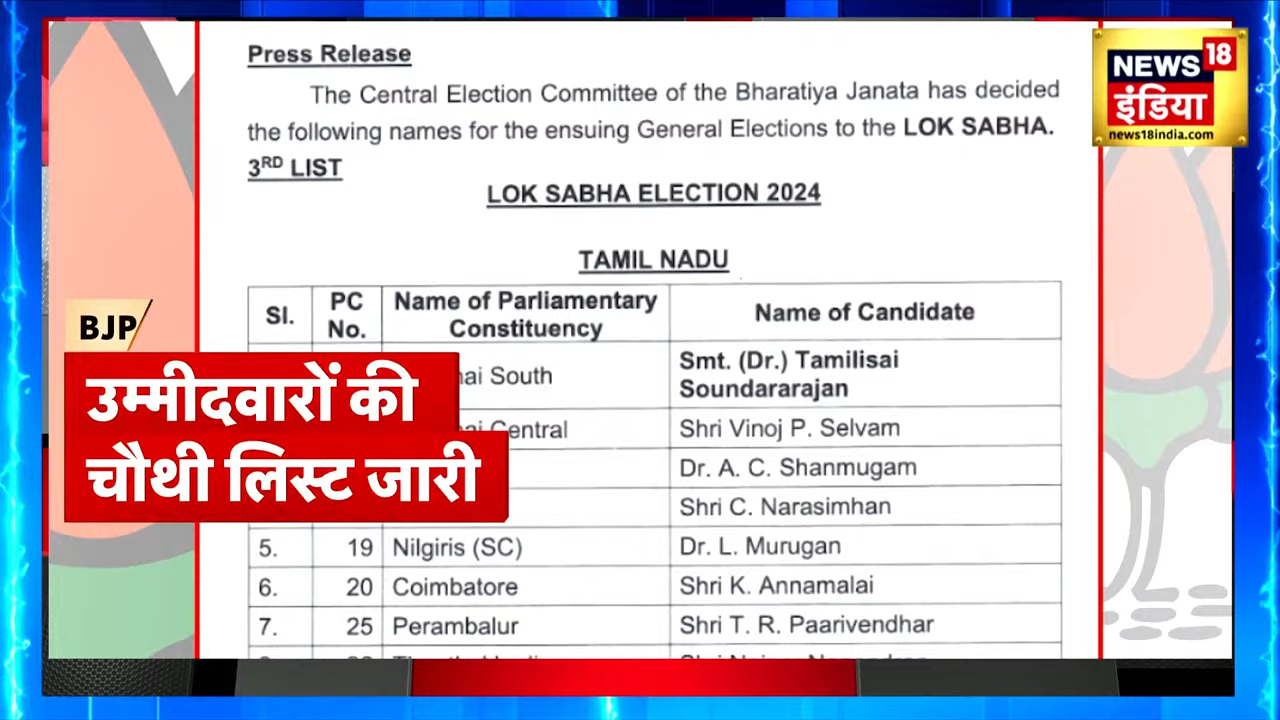 Press Release
The Central Election Committee of the Bharatiya Janata has decided
the following names for the ensuing General Elections to the LOK SABHA.
3RD LIST
LOK SABHA ELECTION 2024
TAMIL NADU
Sl. PC No. Name of Parliamentary Constituency Name of Candidate
nai South Smt. (Dr.) Tamilisai Soundararajan
Central Shri Vinoj P. Selvam
Dr. A. C. Shanmugam
Shri C. Narasimhan
5. 19 Nilgiris (SC) Dr. L. Murugan
6. 20 Coimbatore Shri K. Annamalai
7. 25 Perambalur Shri T. R. Paarivendhar
BJP
उम्मीदवारों की
चौथी लिस्ट जारी
NEWS 18
इंडिया
news18india.com